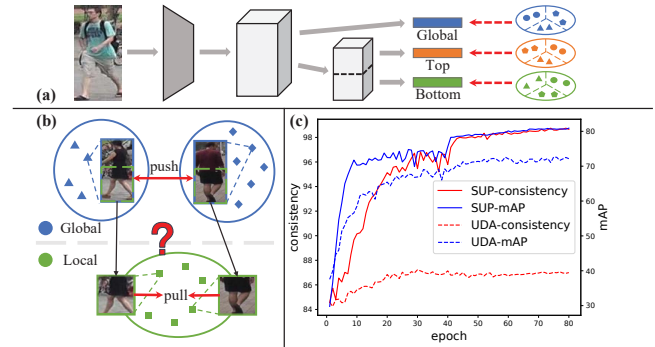 Global
Top
Bottom
(a)
(b)
push
Global
?
Local
pull
(c)
98
96
94
92
90
88
86
84
consistency
SUP-consistency
SUP-mAP
UDA-consistency
UDA-mAP
80
70
60
50
40
30
mAP
0 10 20 30 40 50 60 70 80
epoch